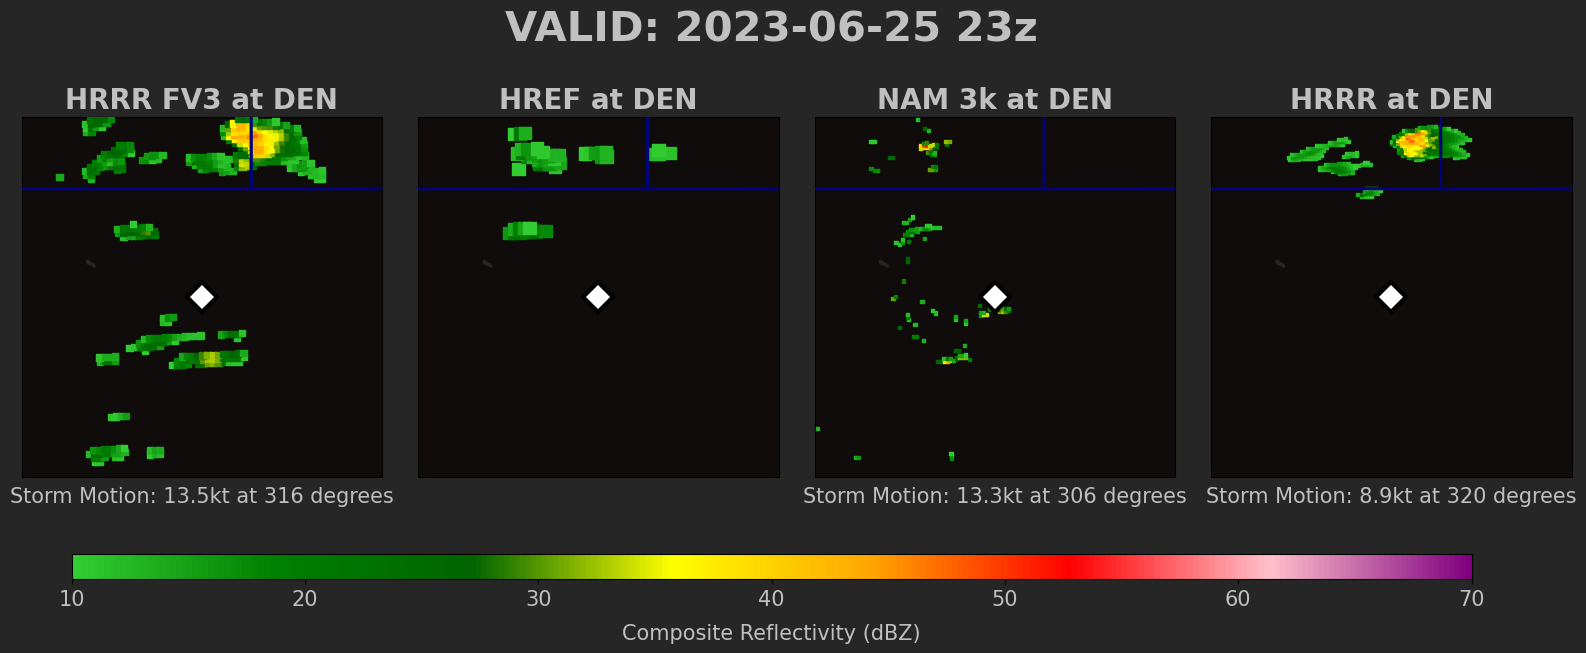 VALID: 2023-06-25 23z
HRRR FV3 at DEN
HREF at DEN
NAM 3k at DEN
HRRR at DEN
Storm Motion: 13.5kt at 316 degrees
Storm Motion: 13.3kt at 306 degrees
Storm Motion: 8.9kt at 320 degrees
10 20 30 40 50 60 70
Composite Reflectivity (dBZ)